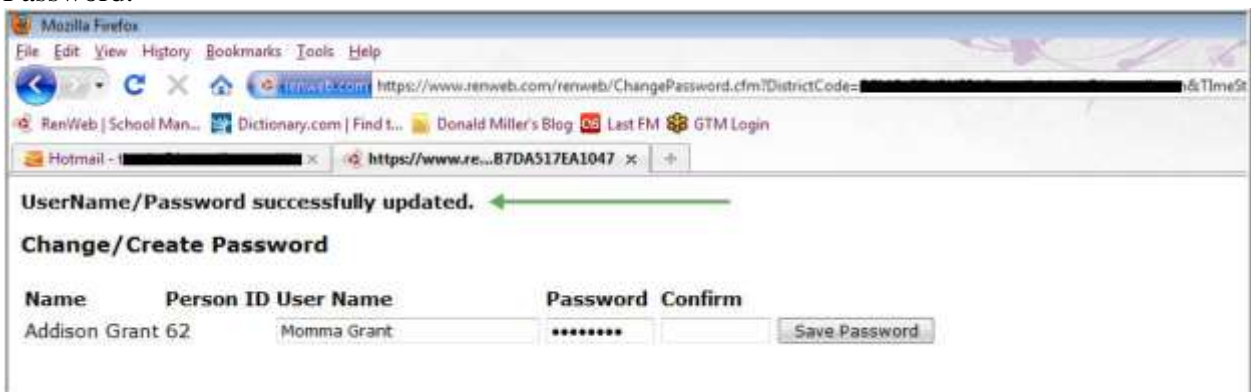 Password.
Mozilla Firefox
File Edit View History Bookmarks Tools Help
renweb.com https://www.renweb.com/renweb/ChangePassword.cfm?DistrictCode= &TimeSt
RenWeb | School Man... Dictionary.com | Find t... Donald Miller's Blog Last FM GTM Login
Hotmail - t × https://www.re...B7DA517EA1047 × +
UserName/Password successfully updated.
Change/Create Password
Name Person ID User Name Password Confirm
Addison Grant 62 Momma Grant •••••••• Save Password